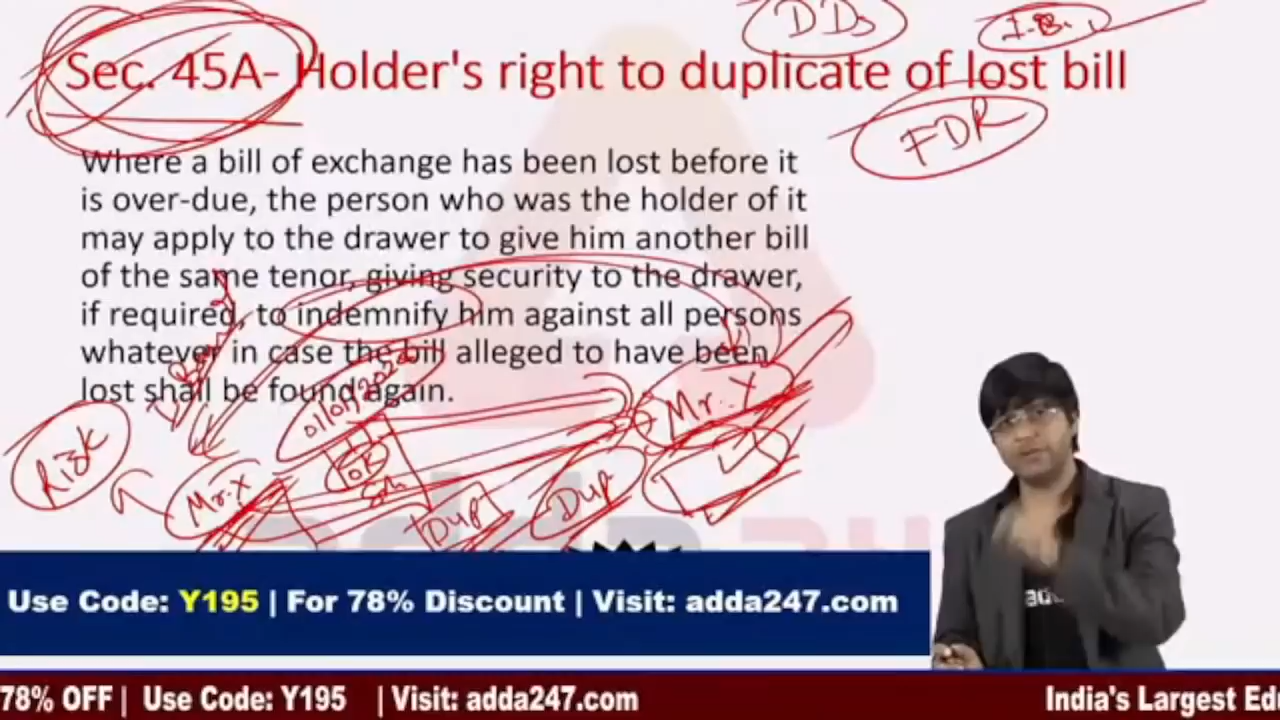 DDs
I.B.
Sec. 45A- Holder's right to duplicate of lost bill
FDR
Where a bill of exchange has been lost before it
is over-due, the person who was the holder of it
may apply to the drawer to give him another bill
of the same tenor, giving security to the drawer,
if required, to indemnify him against all persons
whatever in case the bill alleged to have been
lost shall be found again.
Mr. Y
Risk
Mr. X
Dup
Dup
Use Code: Y195 | For 78% Discount | Visit: adda247.com
78% OFF | Use Code: Y195 | Visit: adda247.com
India's Largest Ed